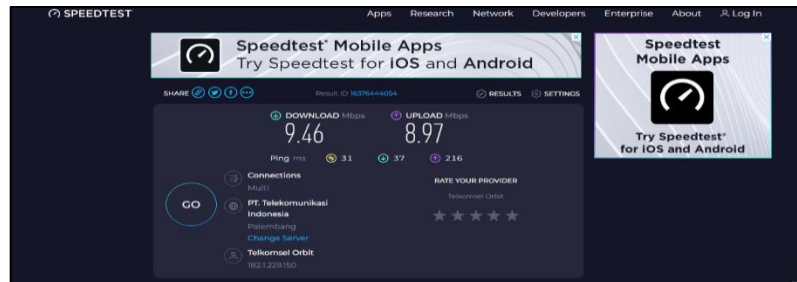 SPEEDTEST Apps Research Network Developers Enterprise About Log In
Speedtest® Mobile Apps
Try Speedtest for iOS and Android
Speedtest
Mobile Apps
Try Speedtest®
for iOS and Android
SHARE Result ID 16376444054 RESULTS SETTINGS
DOWNLOAD Mbps UPLOAD Mbps
9.46 8.97
Ping ms 31 37 216
GO
Connections
Multi
PT. Telekomunikasi
Indonesia
Palembang
Change Server
Telkomsel Orbit
182.1.229.150
RATE YOUR PROVIDER
Telkomsel Orbit